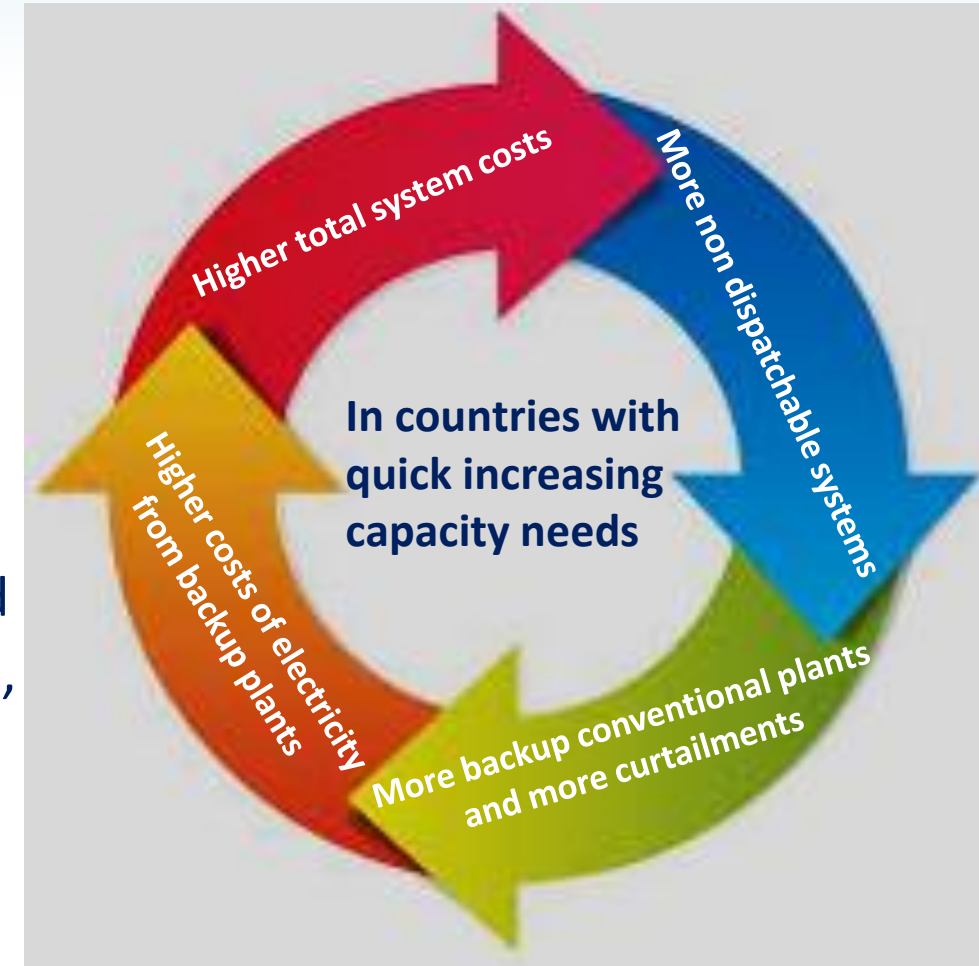 Higher total system costs
More non dispatchable systems
In countries with
quick increasing
capacity needs
More backup conventional plants
and more curtailments
Higher costs of electricity
from backup plants
,